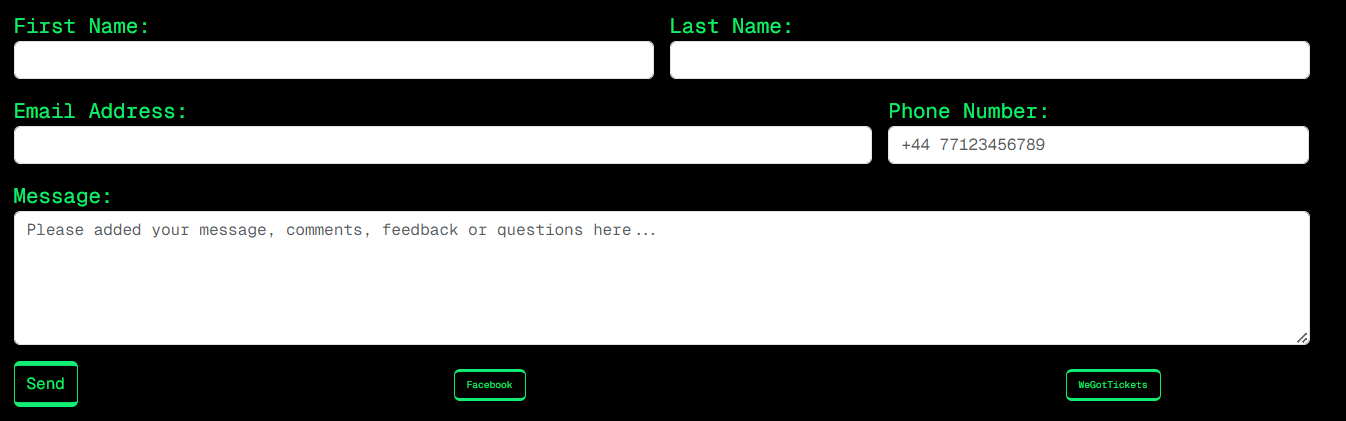 First Name: Last Name:
Email Address: Phone Number:
+44 77123456789
Message:
Please added your message, comments, feedback or questions here...
Send Facebook WeGotTickets